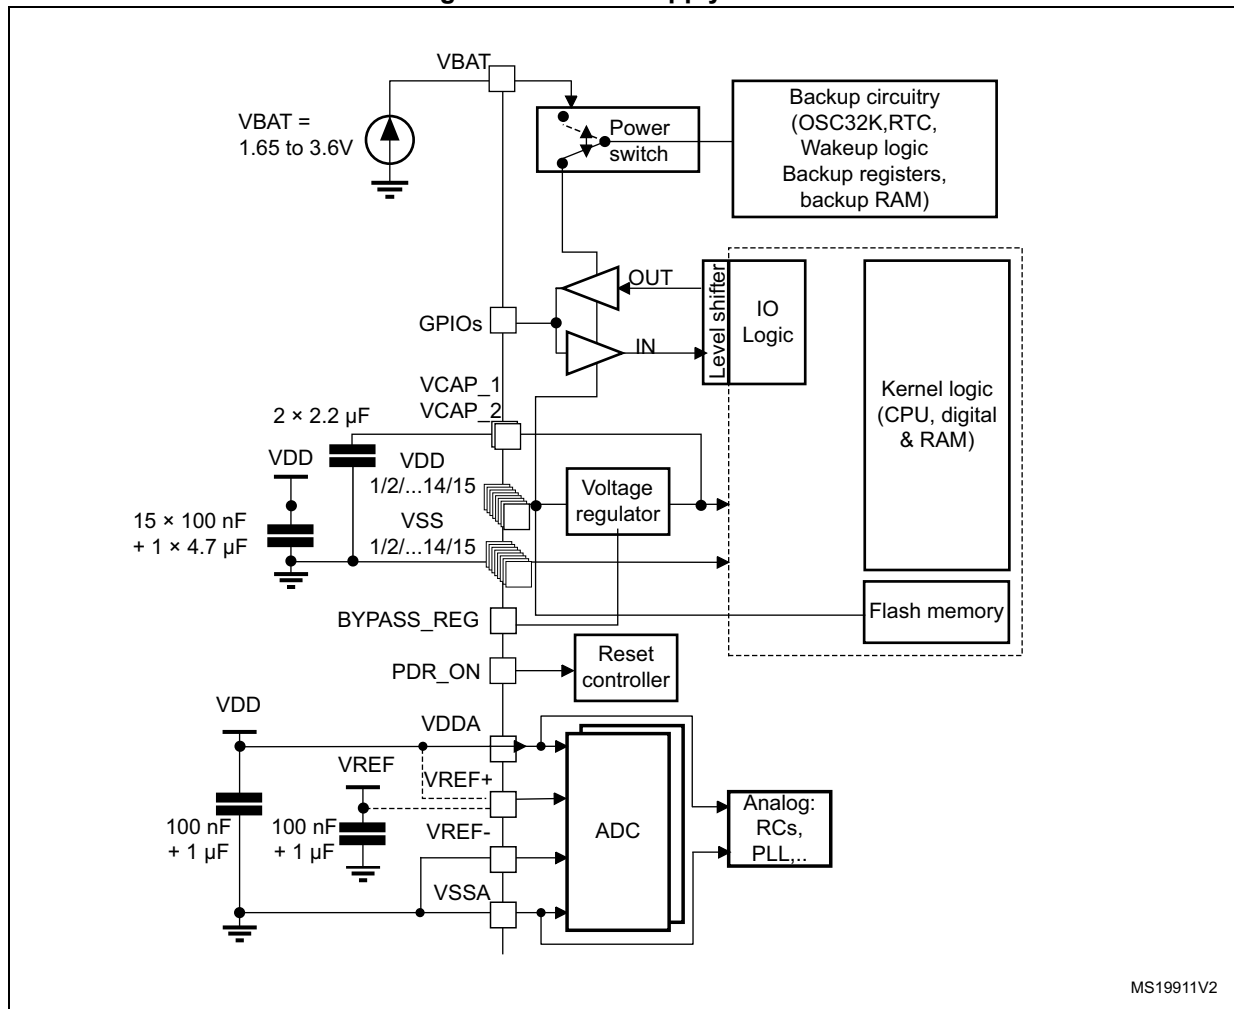 VBAT
VBAT =
1.65 to 3.6V
Power
switch
Backup circuitry
(OSC32K,RTC,
Wakeup logic
Backup registers,
backup RAM)
OUT
GPIOs
IN
Level shifter
IO
Logic
Kernel logic
(CPU, digital
& RAM)
VCAP_1
VCAP_2
2 × 2.2 µF
VDD
VDD
1/2/...14/15
Voltage
regulator
15 × 100 nF
+ 1 × 4.7 µF
VSS
1/2/...14/15
BYPASS_REG
Flash memory
PDR_ON
Reset
controller
VDD
VDDA
VREF
VREF+
100 nF
+ 1 µF
100 nF
+ 1 µF
VREF-
ADC
Analog:
RCs,
PLL,..
VSSA
MS19911V2